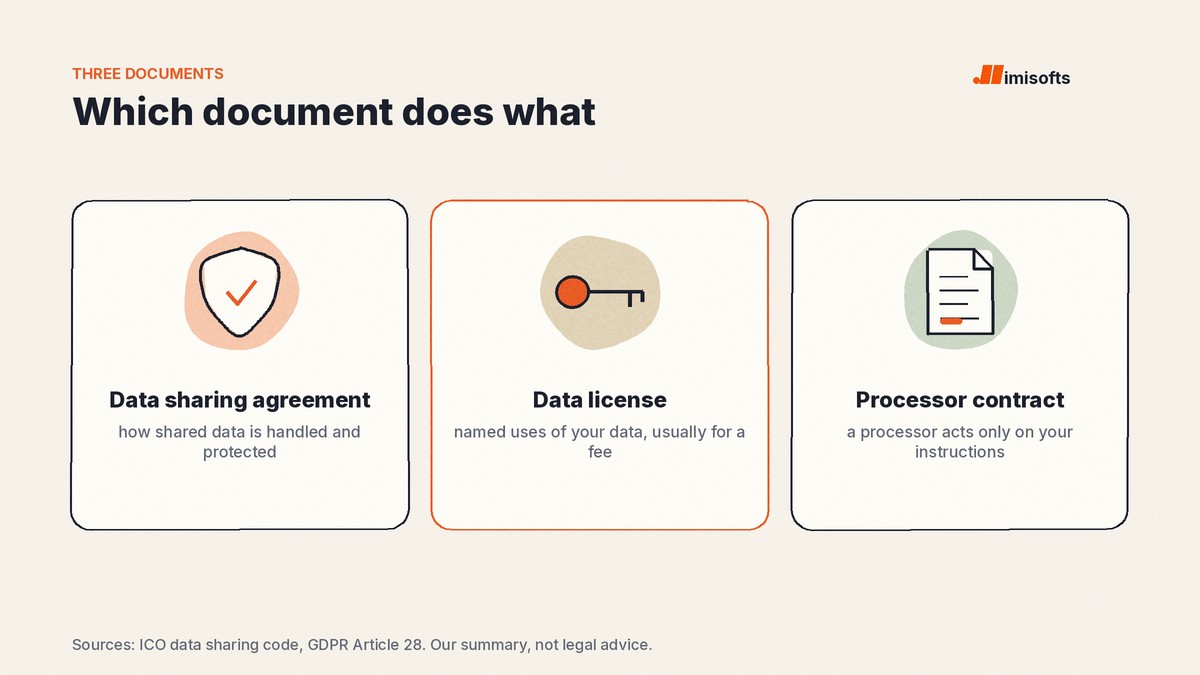 THREE DOCUMENTS
Which document does what
imisofts
Data sharing agreement
how shared data is handled and
protected
Data license
named uses of your data, usually for a
fee
Processor contract
a processor acts only on your
instructions
Sources: ICO data sharing code, GDPR Article 28. Our summary, not legal advice.